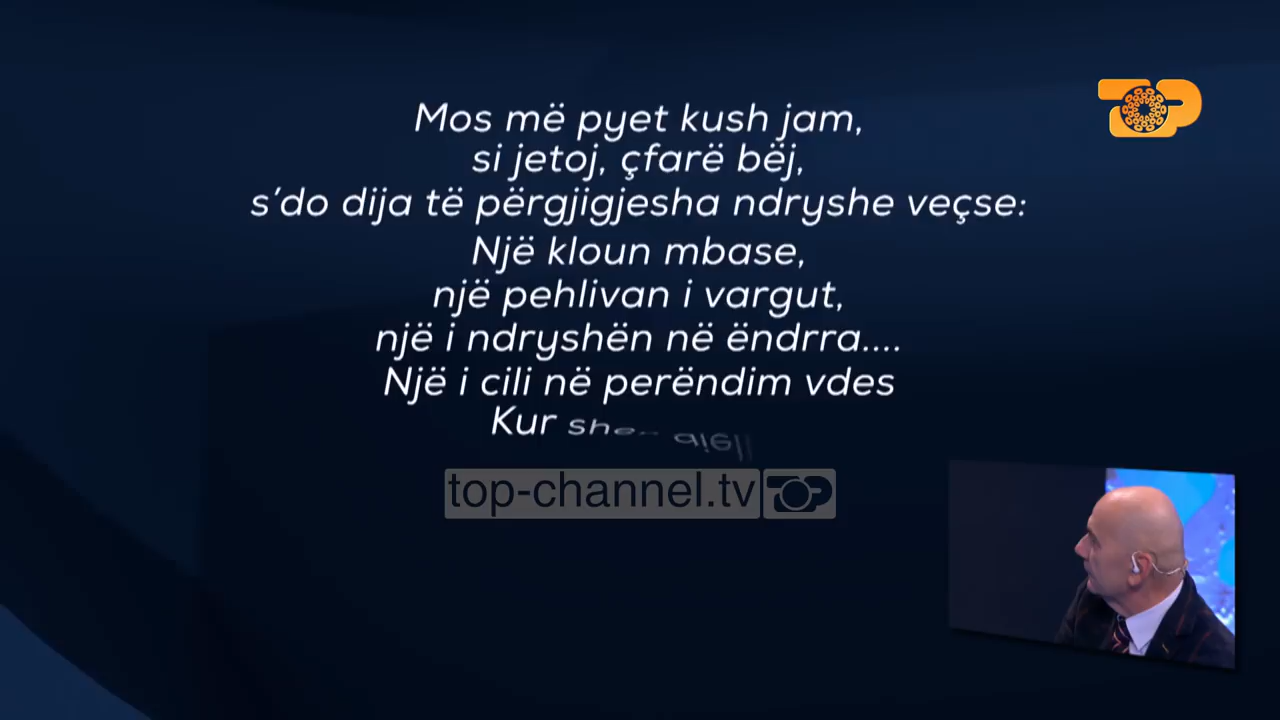 TOP
Mos më pyet kush jam,
si jetoj, çfarë bëj,
s'do dija të përgjigjesha ndryshe veçse:
Një kloun mbase,
një pehlivan i vargut,
një i ndryshën në ëndrra....
Një i cili në perëndim vdes
Kur
top-channel.tv